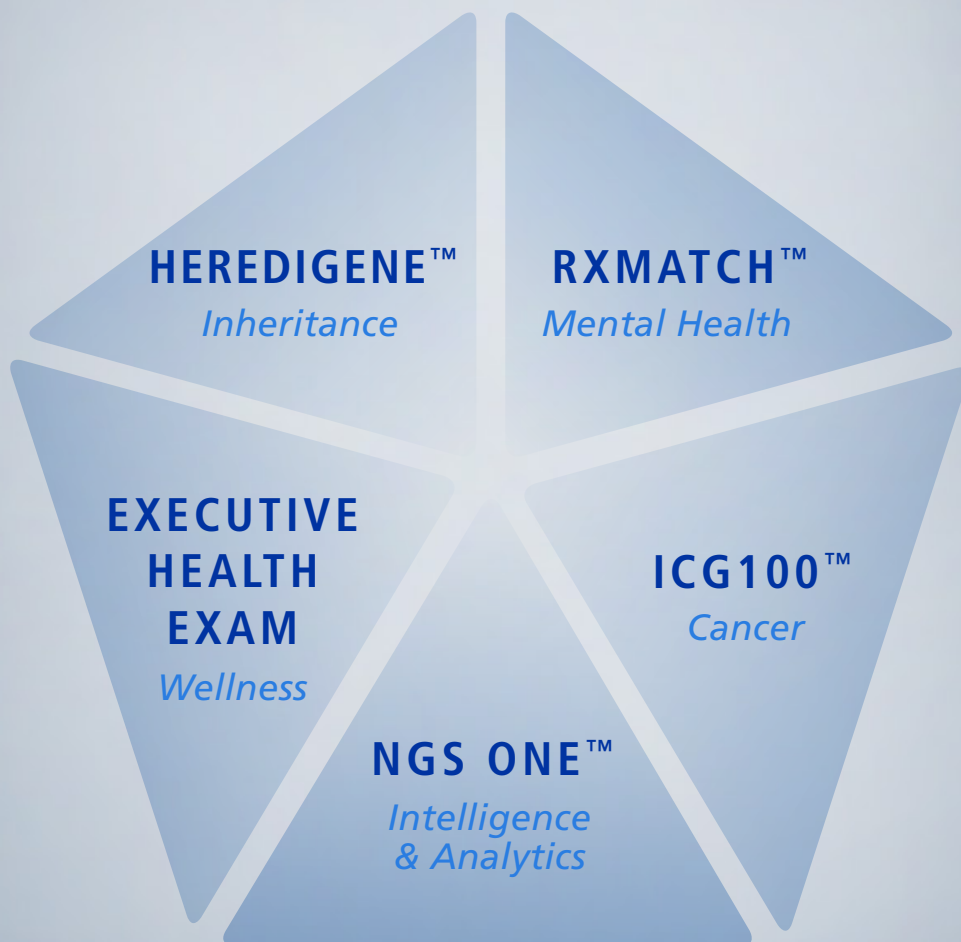 HEREDIGENE™
Inheritance
RXMATCH™
Mental Health
EXECUTIVE
HEALTH
EXAM
Wellness
ICG100™
Cancer
NGS ONE™
Intelligence
& Analytics